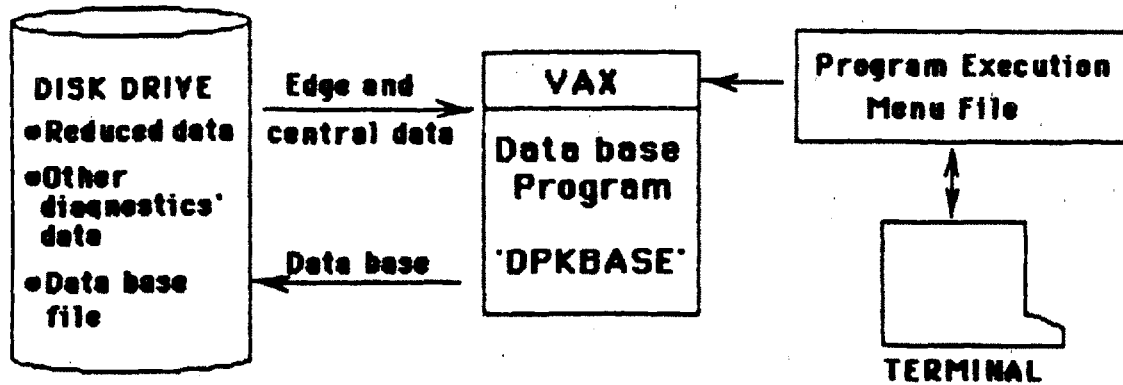 DISK DRIVE
●Reduced data
●Other
diagnostics'
data
●Data base
file
Edge and
central data
Data base
VAX
Data base
Program
'DPKBASE'
Program Execution
Menu File
TERMINAL